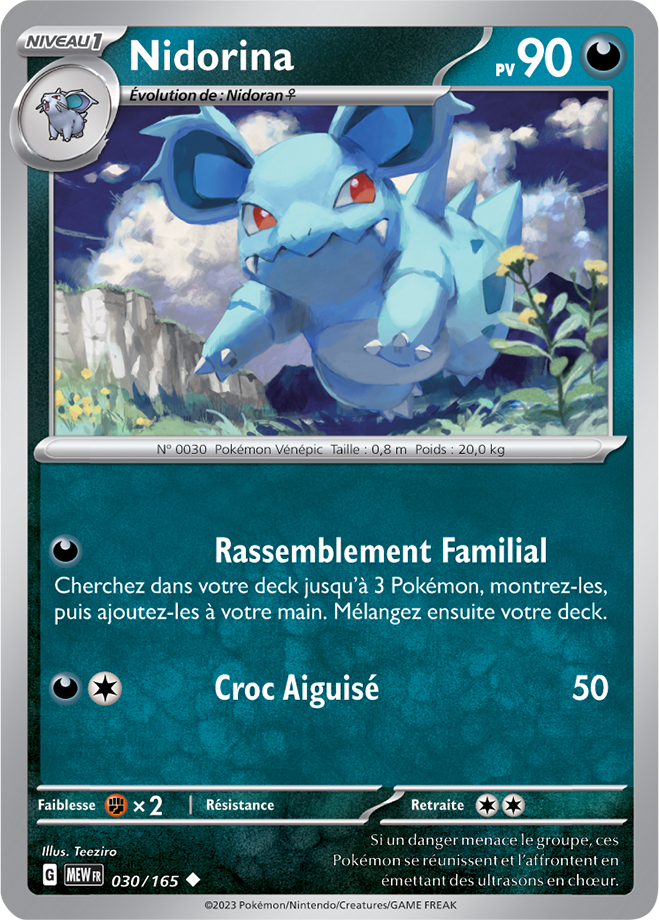 NIVEAU 1
Nidorina
PV 90
Évolution de : Nidoran♀
N° 0030 Pokémon Vénépic Taille : 0,8 m Poids : 20,0 kg
Rassemblement Familial
Cherchez dans votre deck jusqu'à 3 Pokémon, montrez-les,
puis ajoutez-les à votre main. Mélangez ensuite votre deck.
Croc Aiguisé 50
Faiblesse ×2 Résistance Retraite
Illus. Teeziro
Si un danger menace le groupe, ces
Pokémon se réunissent et l'affrontent en
émettant des ultrasons en chœur.
G MEW FR 030/165
©2023 Pokémon/Nintendo/Creatures/GAME FREAK